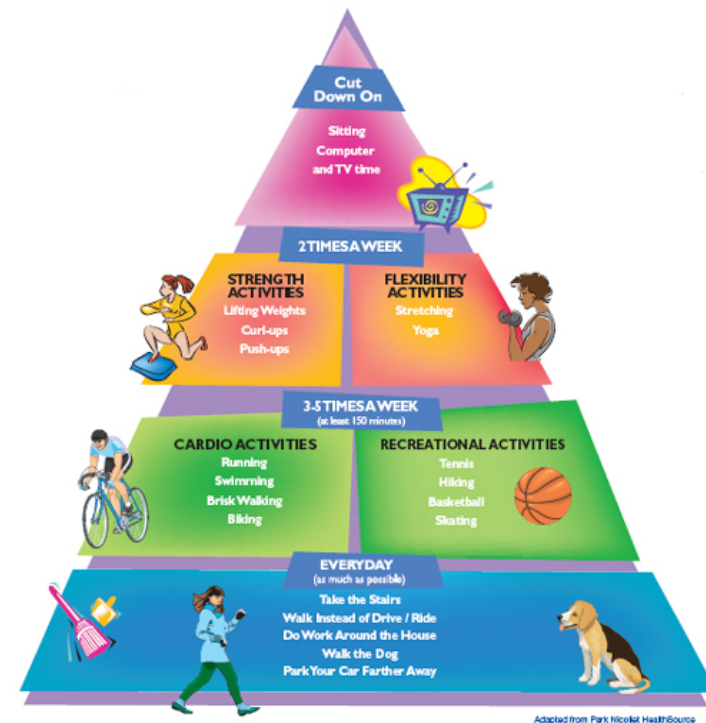 Cut
Down On
Sitting
Computer
and TV time
2 TIMES A WEEK
STRENGTH
ACTIVITIES
Lifting Weights
Curl-ups
Push-ups
FLEXIBILITY
ACTIVITIES
Stretching
Yoga
3-5 TIMES A WEEK
(at least 150 minutes)
CARDIO ACTIVITIES
Running
Swimming
Brisk Walking
Biking
RECREATIONAL ACTIVITIES
Tennis
Hiking
Basketball
Skating
EVERYDAY
(as much as possible)
Take the Stairs
Walk Instead of Drive / Ride
Do Work Around the House
Walk the Dog
Park Your Car Farther Away
Adapted from Park Nicollet HealthSource